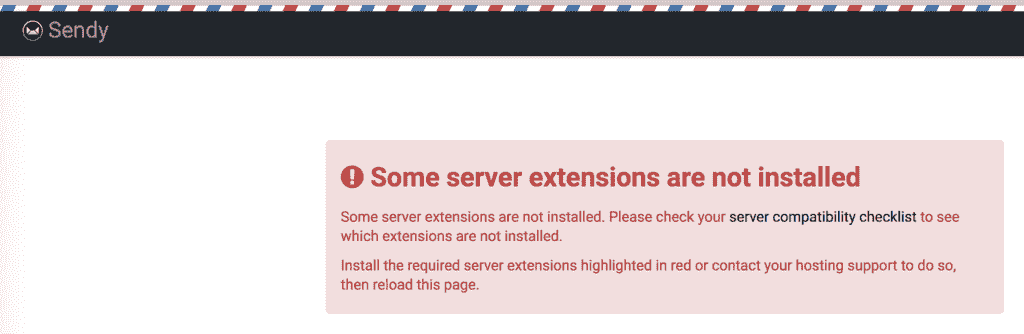 Sendy
Some server extensions are not installed
Some server extensions are not installed. Please check your server compatibility checklist to see
which extensions are not installed.
Install the required server extensions highlighted in red or contact your hosting support to do so,
then reload this page.